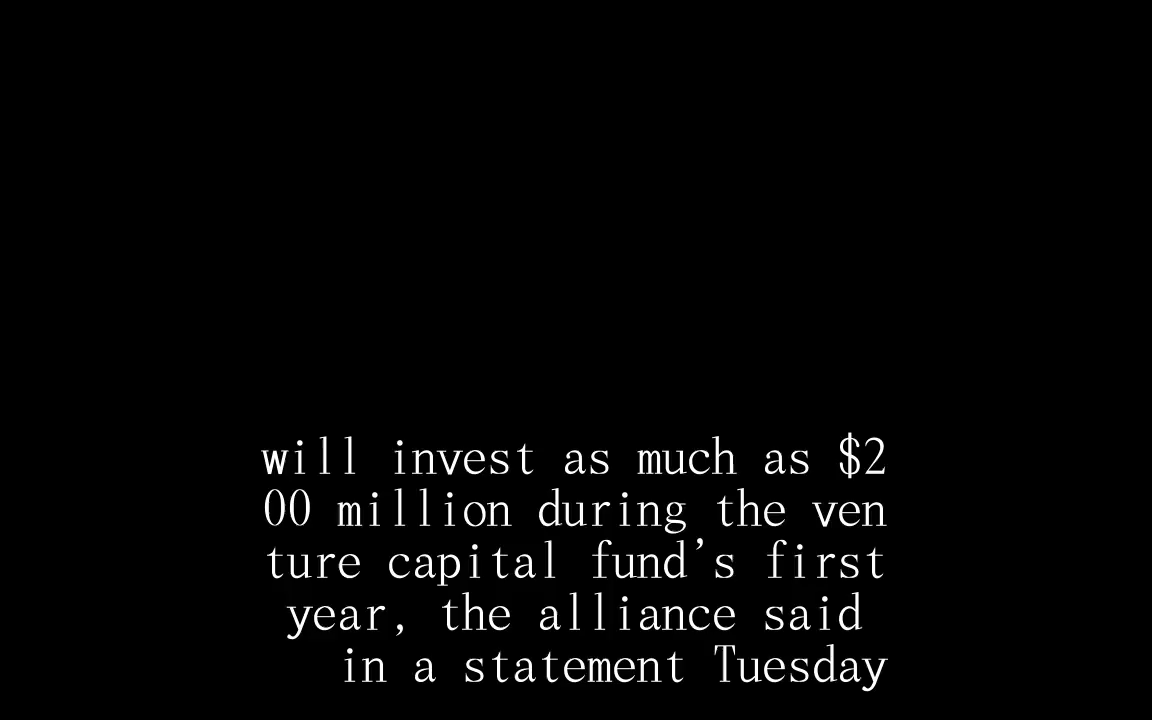 will invest as much as $2
00 million during the ven
ture capital fund's first
year, the alliance said
in a statement Tuesday